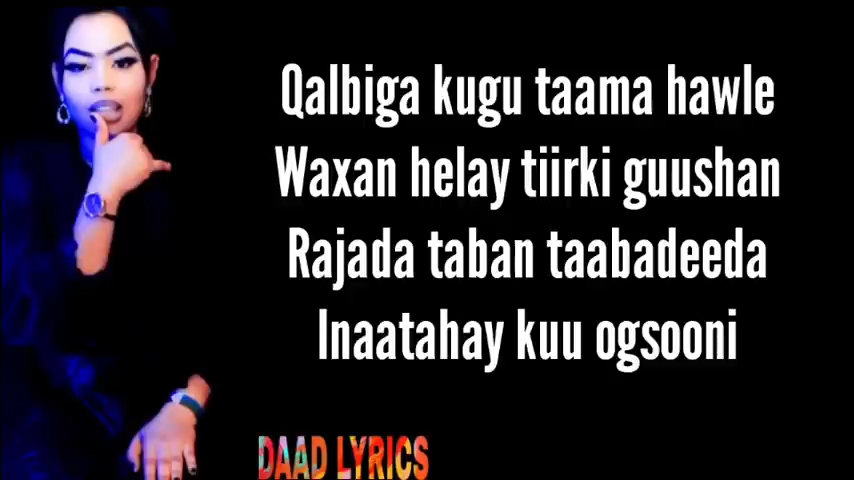 Qalbiga kugu taama hawle
Waxan helay tiirki guushan
Rajada taban taabadeeda
Inaatahay kuu ogsooni
DAAD LYRICS